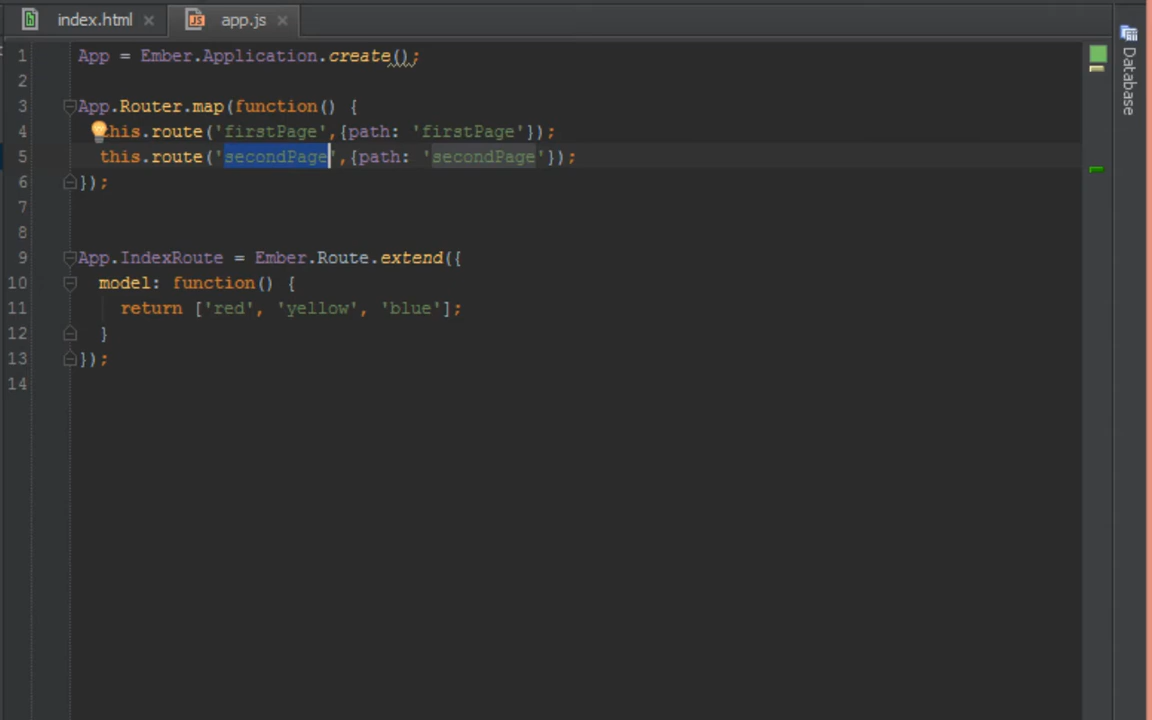 index.html
app.js
Database
1 App = Ember.Application.create();
2
3 App.Router.map(function() {
4 this.route('firstPage',{path: 'firstPage'});
5 this.route('secondPage',{path: 'secondPage'});
6 });
7
8
9 App.IndexRoute = Ember.Route.extend({
10 model: function() {
11 return ['red', 'yellow', 'blue'];
12 }
13 });
14